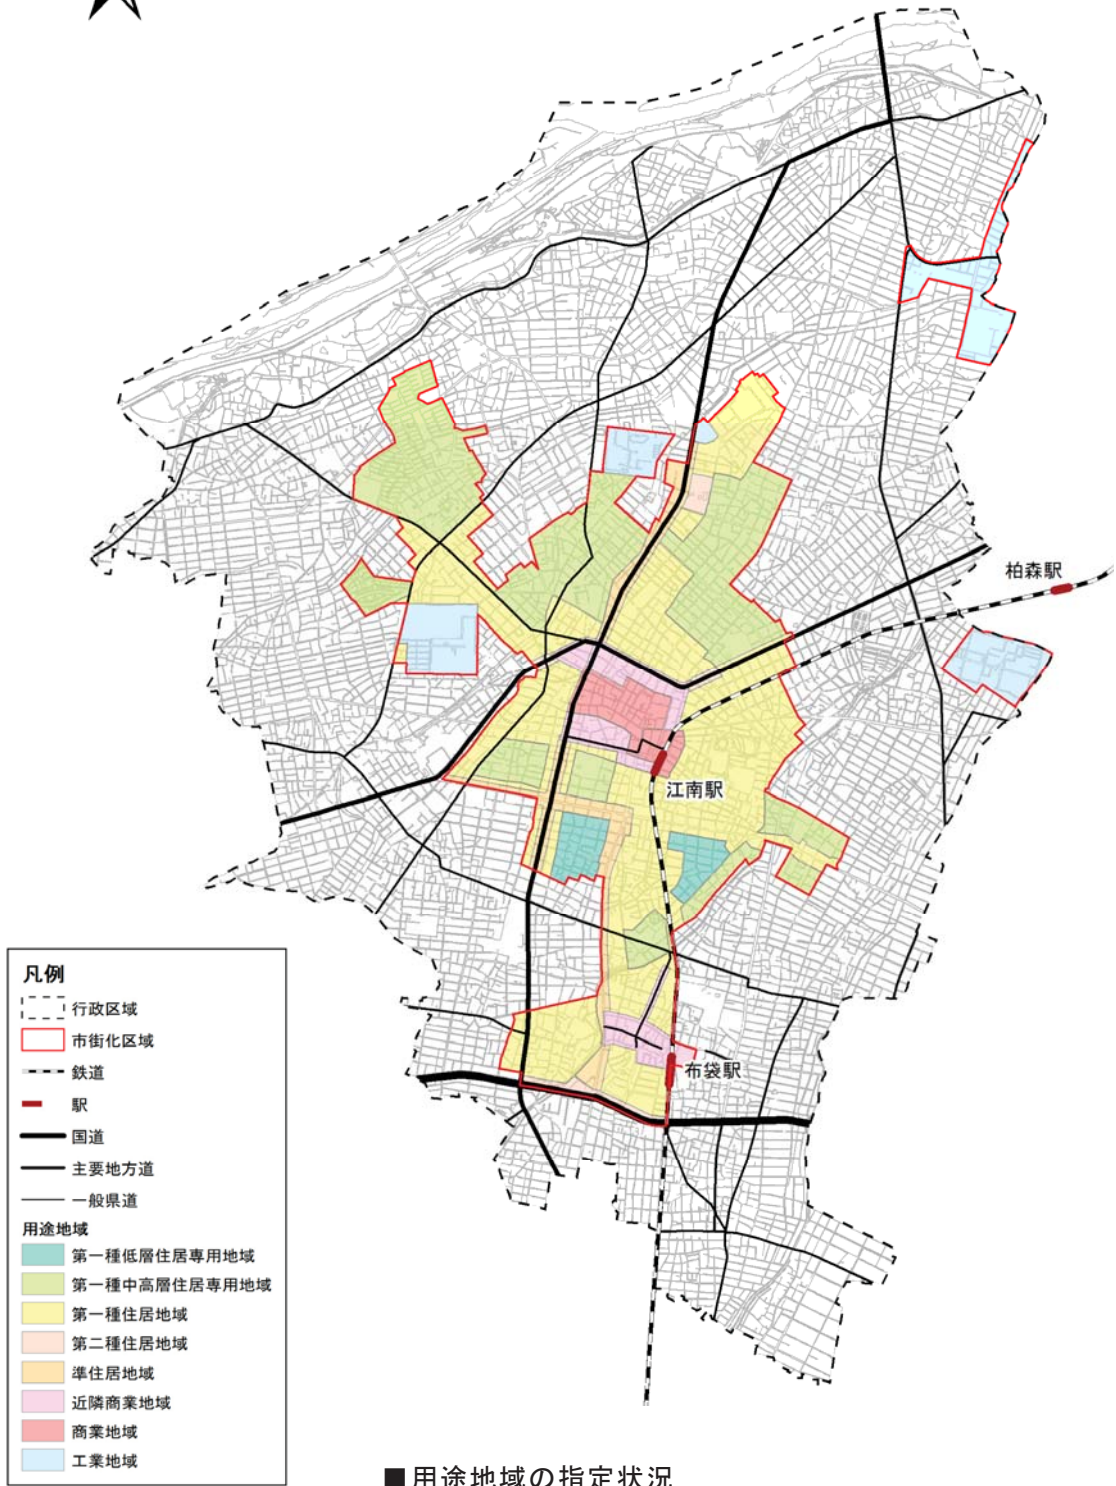 柏森駅
江南駅
布袋駅
凡例
行政区域
市街化区域
鉄道
駅
国道
主要地方道
一般県道
用途地域
第一種低層住居専用地域
第一種中高層住居専用地域
第一種住居地域
第二種住居地域
準住居地域
近隣商業地域
商業地域
工業地域
■用途地域の指定状況